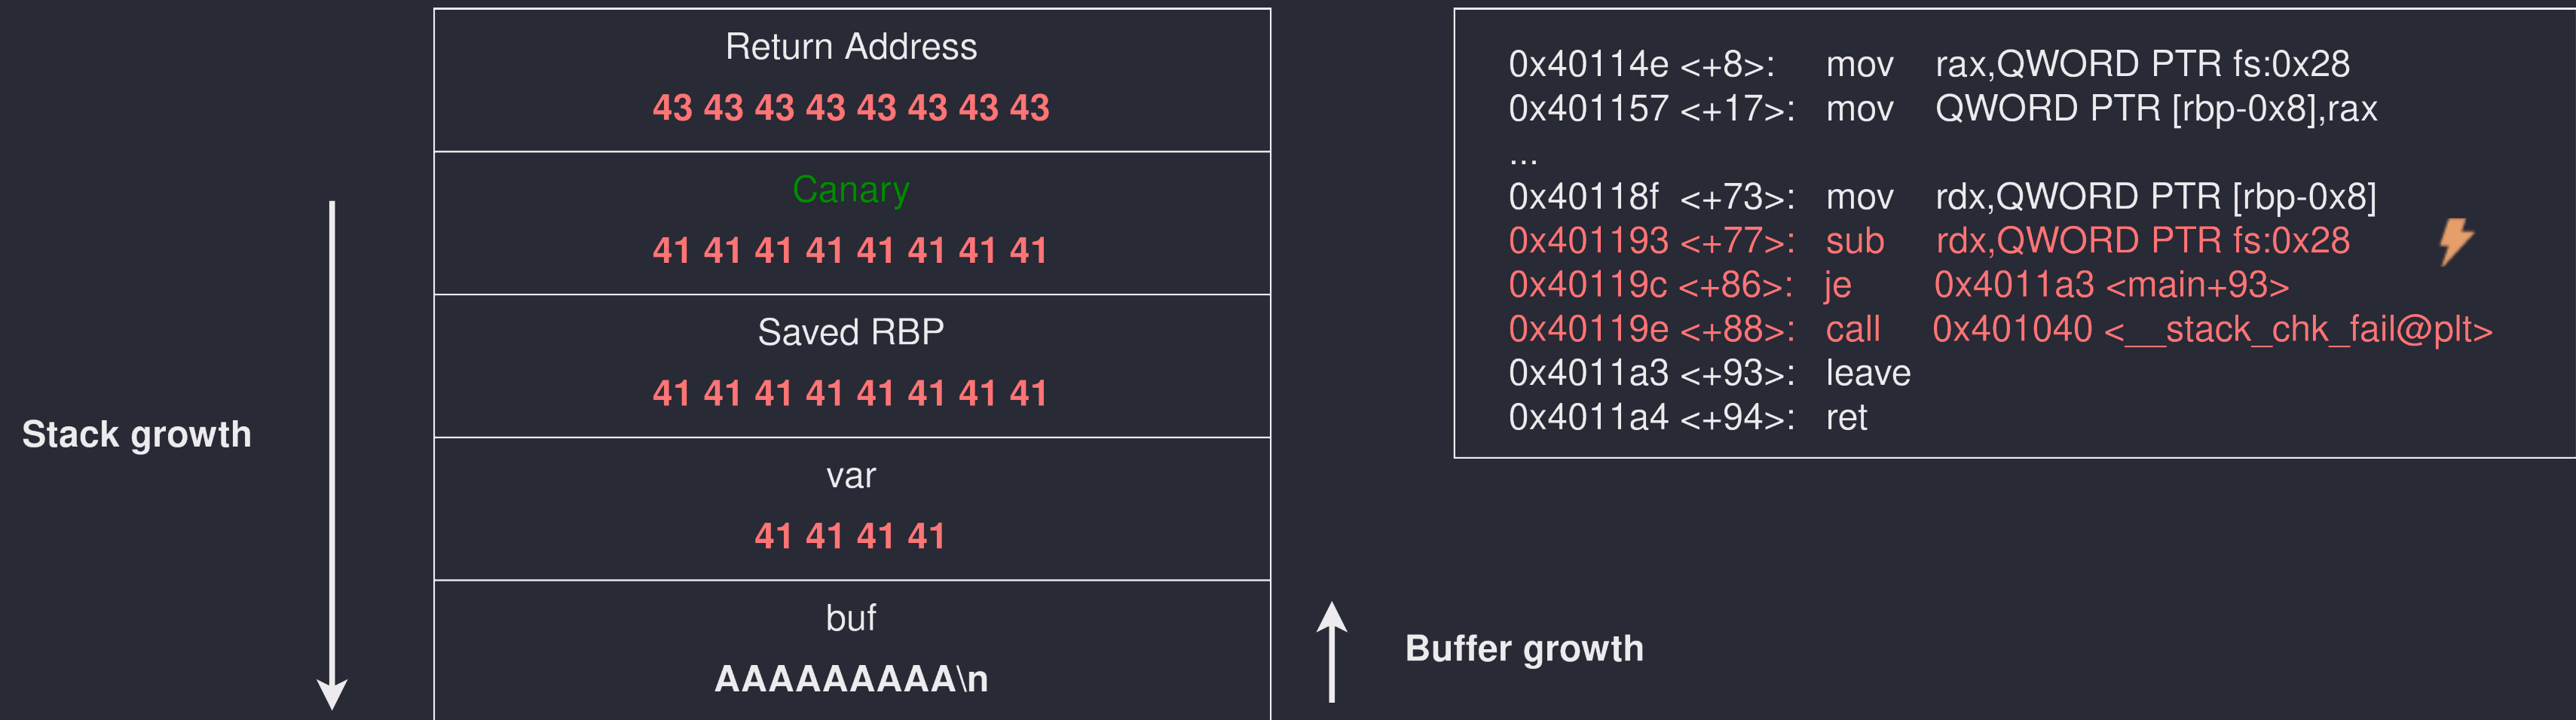 Return Address
43 43 43 43 43 43 43 43
Canary
41 41 41 41 41 41 41 41
Saved RBP
41 41 41 41 41 41 41 41
var
41 41 41 41
buf
AAAAAAAAA\n
Stack growth
Buffer growth
0x40114e <+8>: mov rax,QWORD PTR fs:0x28
0x401157 <+17>: mov QWORD PTR [rbp-0x8],rax
...
0x40118f <+73>: mov rdx,QWORD PTR [rbp-0x8]
0x401193 <+77>: sub rdx,QWORD PTR fs:0x28
0x40119c <+86>: je 0x4011a3 <main+93>
0x40119e <+88>: call 0x401040 <__stack_chk_fail@plt>
0x4011a3 <+93>: leave
0x4011a4 <+94>: ret